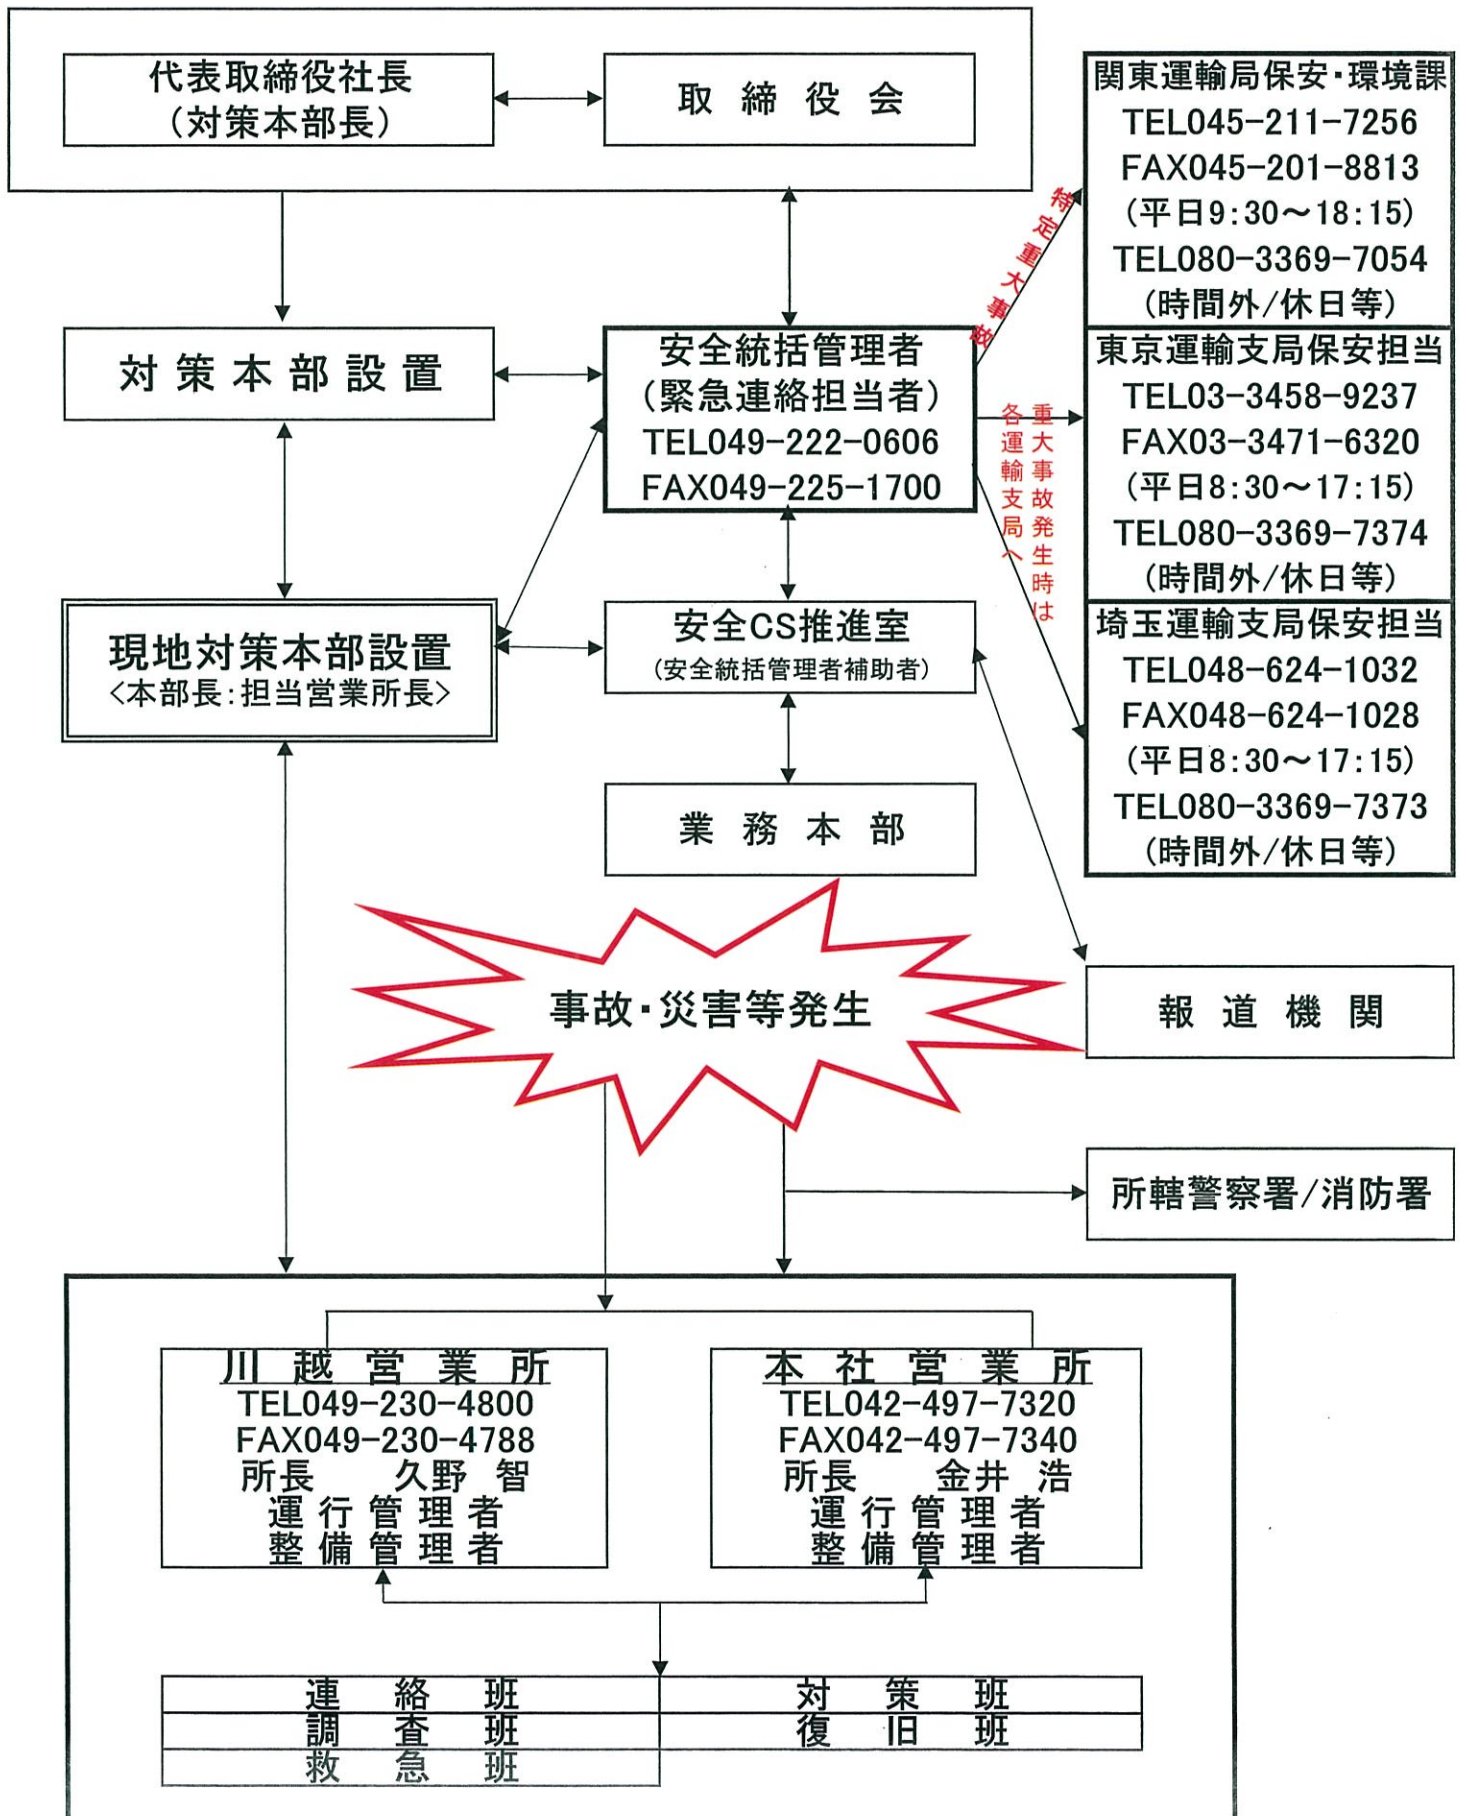 代表取締役社長
(対策本部長)
取締役会
関東運輸局保安・環境課
TEL045-211-7256
FAX045-201-8813
(平日9:30～18:15)
TEL080-3369-7054
(時間外/休日等)
特定重大事故
対策本部設置
安全統括管理者
(緊急連絡担当者)
TEL049-222-0606
FAX049-225-1700
重大事故発生時は
各運輸支局へ
東京運輸支局保安担当
TEL03-3458-9237
FAX03-3471-6320
(平日8:30～17:15)
TEL080-3369-7374
(時間外/休日等)
現地対策本部設置
<本部長:担当営業所長>
安全CS推進室
(安全統括管理者補助者)
埼玉運輸支局保安担当
TEL048-624-1032
FAX048-624-1028
(平日8:30～17:15)
TEL080-3369-7373
(時間外/休日等)
業務本部
事故・災害等発生
報道機関
所轄警察署/消防署
川越営業所
TEL049-230-4800
FAX049-230-4788
所長 久野 智
運行管理者
整備管理者
本社営業所
TEL042-497-7320
FAX042-497-7340
所長 金井 浩
運行管理者
整備管理者
連絡班
対策班
調査班
復旧班
救急班